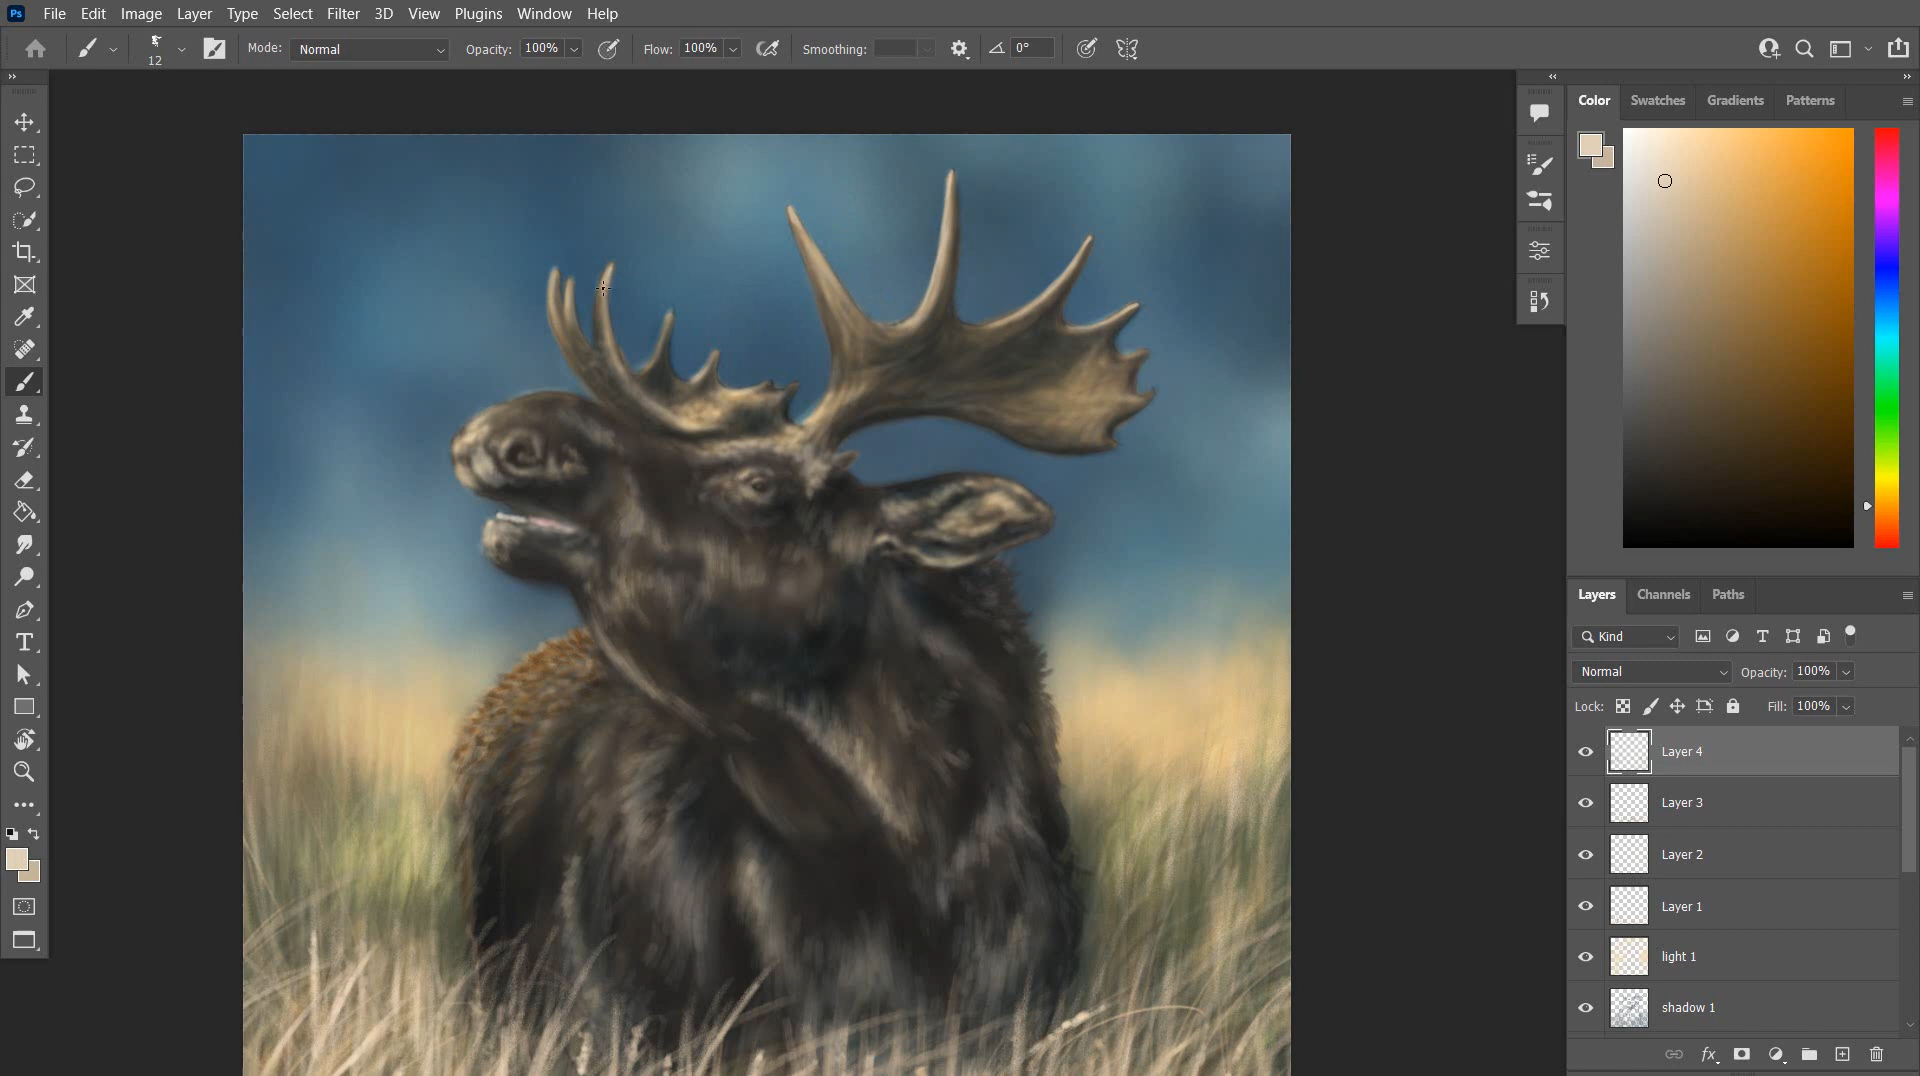 Ps File Edit Image Layer Type Select Filter 3D View Plugins Window Help
12 Mode: Normal Opacity: 100% Flow: 100% Smoothing: 0°
Color Swatches Gradients Patterns
Layers Channels Paths
Kind
Normal Opacity: 100%
Lock: Fill: 100%
Layer 4
Layer 3
Layer 2
Layer 1
light 1
shadow 1
fx